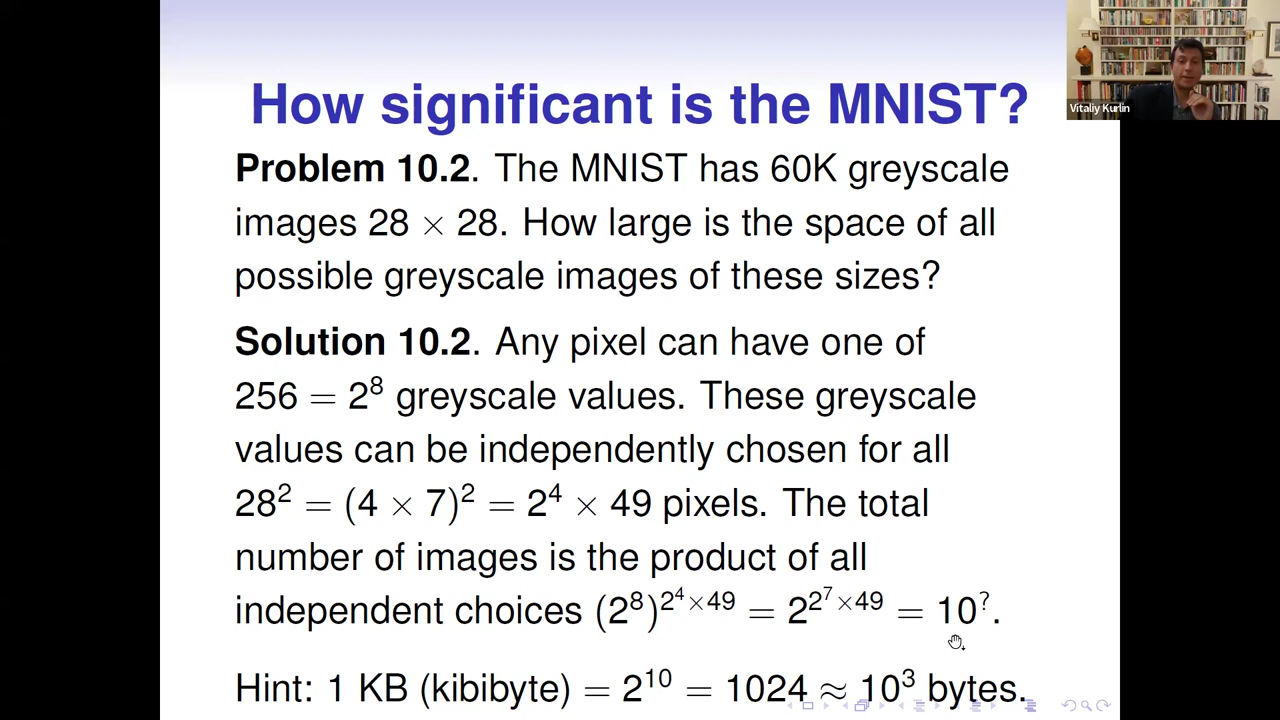 How significant is the MNIST?
Vitaliy Kurlin
Problem 10.2. The MNIST has 60K greyscale
images 28 × 28. How large is the space of all
possible greyscale images of these sizes?
Solution 10.2. Any pixel can have one of
256 = 2⁸ greyscale values. These greyscale
values can be independently chosen for all
28² = (4 × 7)² = 2⁴ × 49 pixels. The total
number of images is the product of all
independent choices (2⁸)^{2⁴×49} = 2^{2⁷×49} = 10^?.
Hint: 1 KB (kibibyte) = 2¹⁰ = 1024 ≈ 10³ bytes.